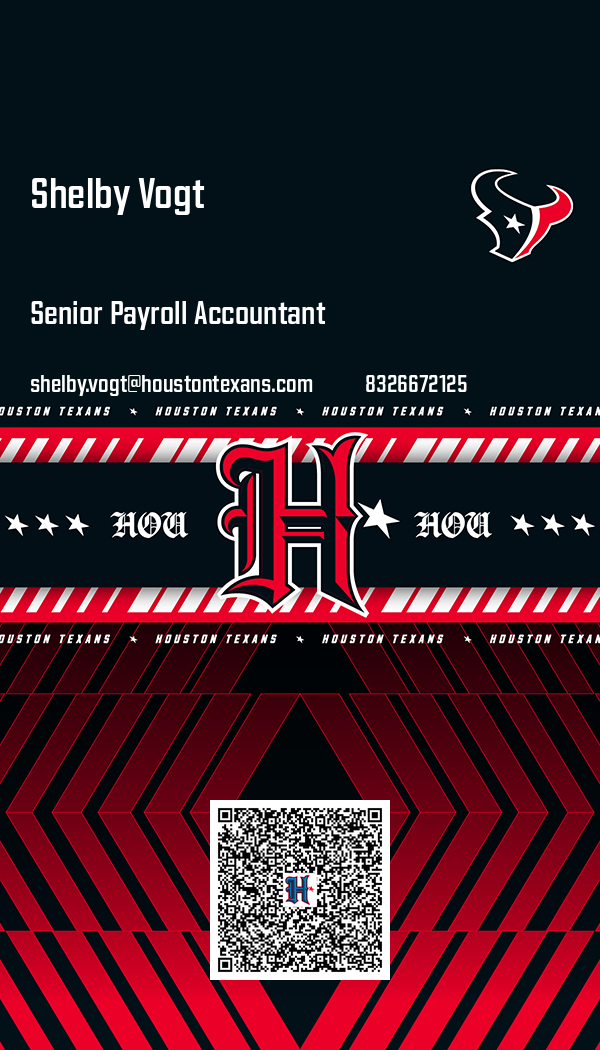 Shelby Vogt
Senior Payroll Accountant
shelby.vogt@houstontexans.com 8326672125
OUSTON TEXANS ★ HOUSTON TEXANS ★ HOUSTON TEXANS ★ HOUSTON TEXAN
HOU H HOU
OUSTON TEXANS ★ HOUSTON TEXANS ★ HOUSTON TEXANS ★ HOUSTON TEXAN
H